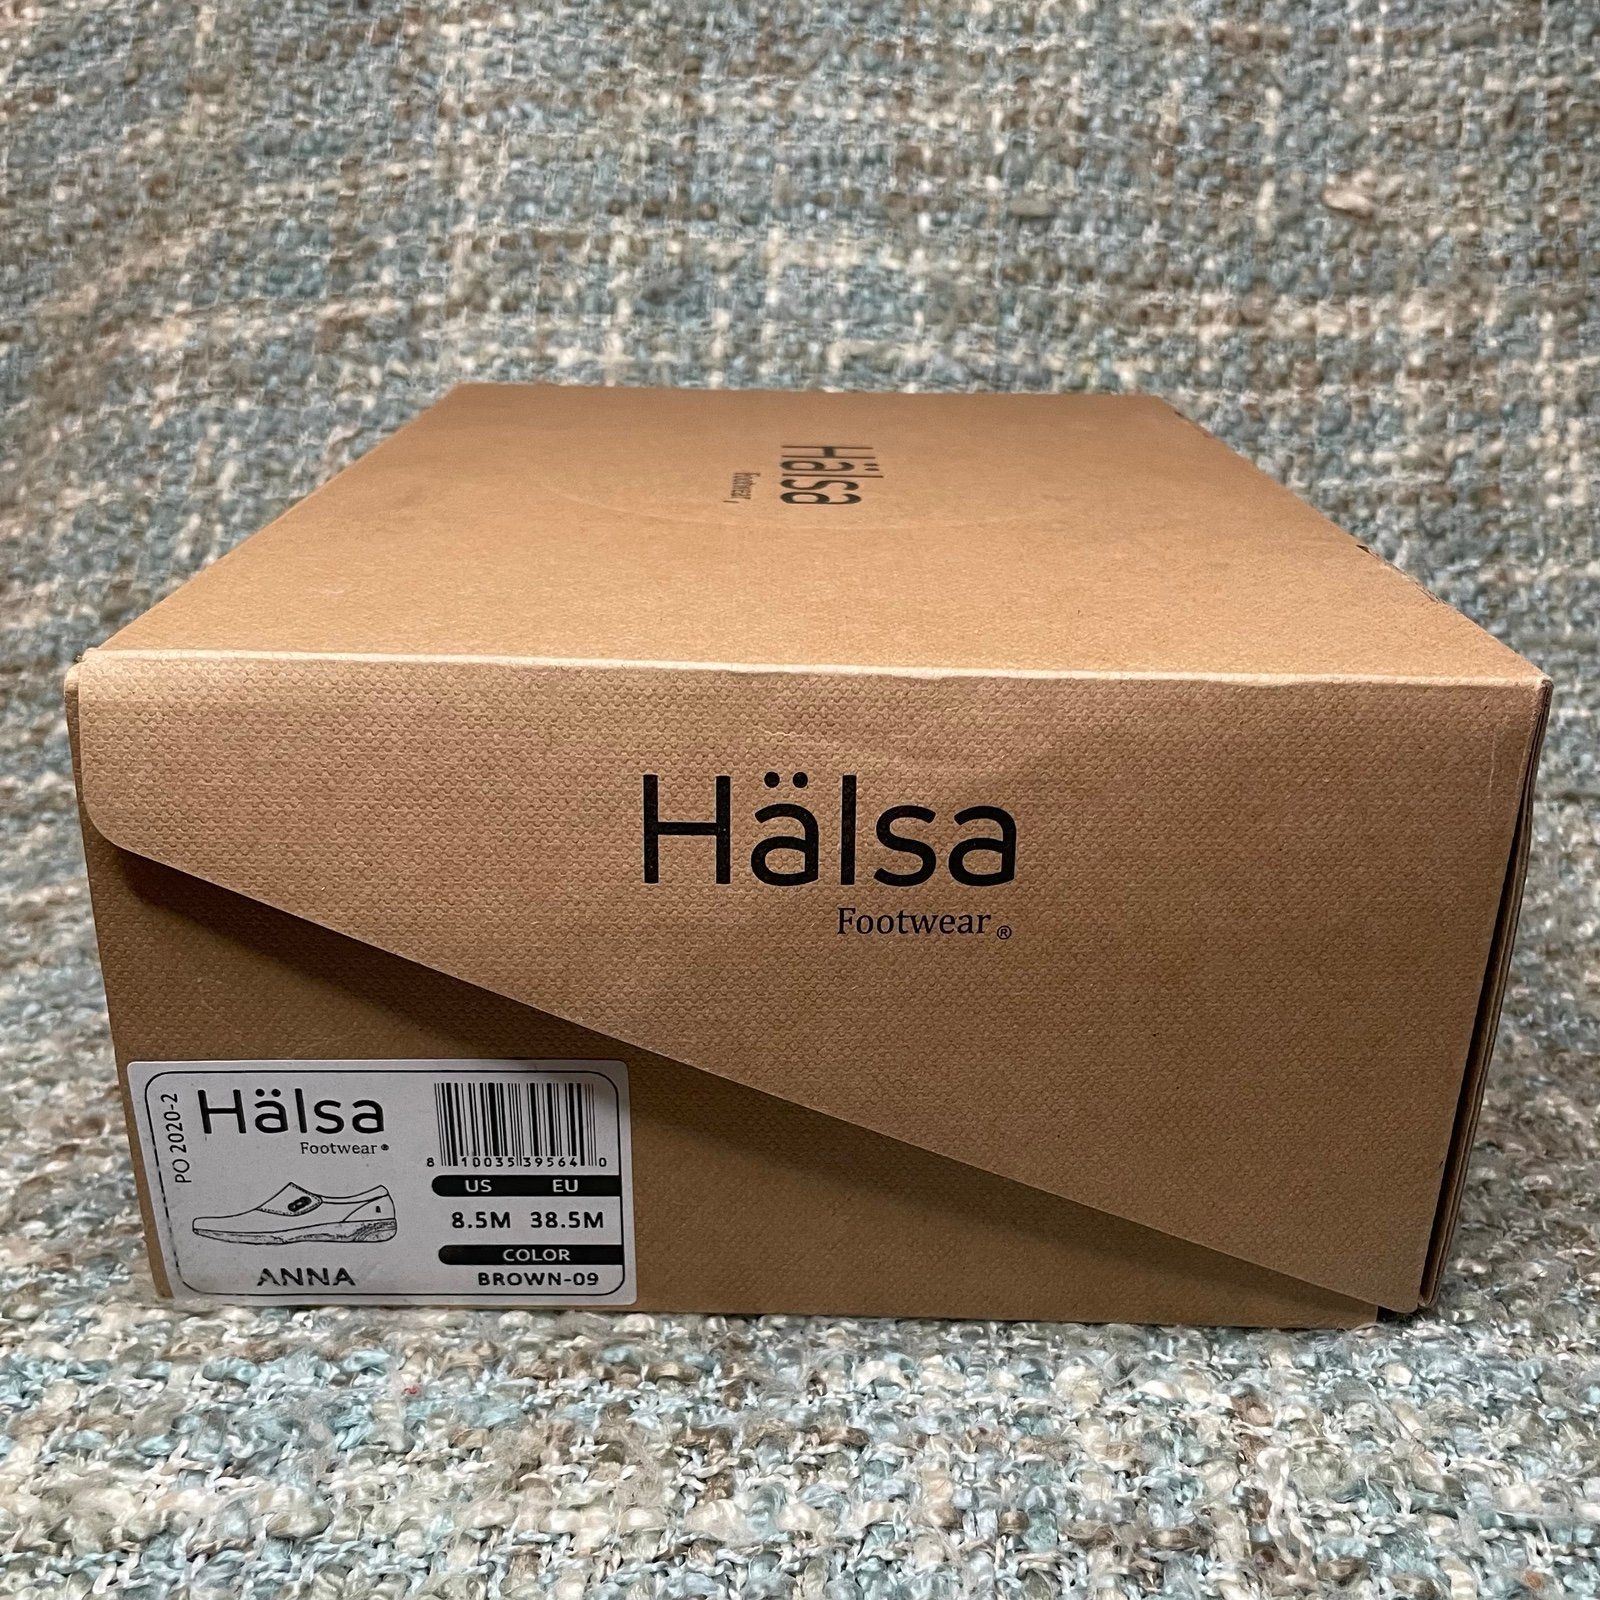 Hälsa
Footwear
Hälsa
Footwear®
PO 2020-2
Hälsa
Footwear®
8 10035 39564 0
US EU
8.5M 38.5M
COLOR
BROWN-09
ANNA